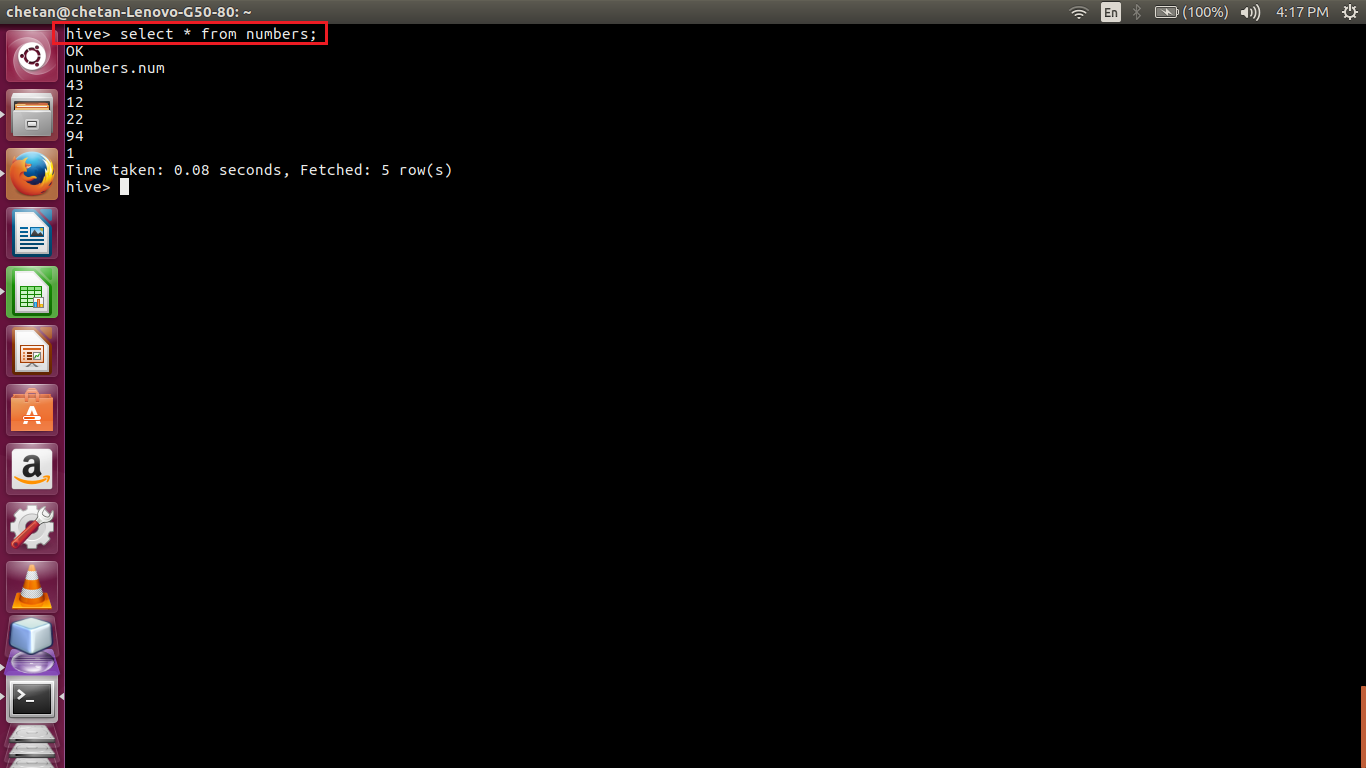 chetan@chetan-Lenovo-G50-80: ~
En
(100%)
4:17 PM
hive> select * from numbers;
OK
numbers.num
43
12
22
94
1
Time taken: 0.08 seconds, Fetched: 5 row(s)
hive>
A
a
>_